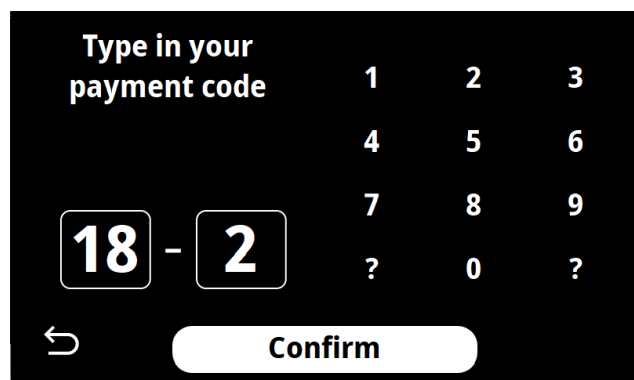 Type in your
payment code
18 - 2
1 2 3
4 5 6
7 8 9
? 0 ?
Confirm